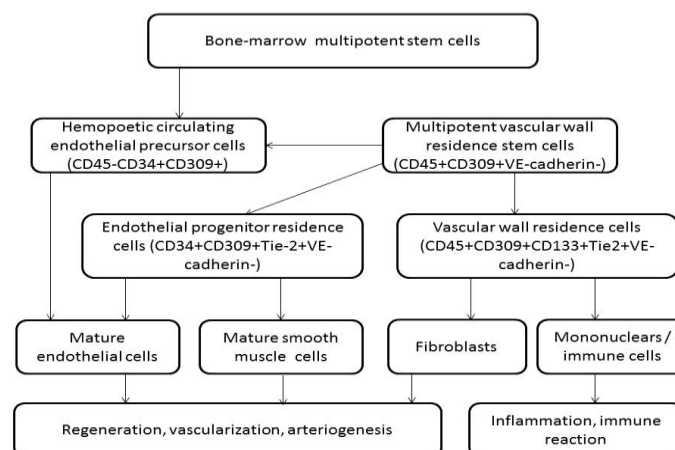 Bone-marrow multipotent stem cells
Hemopoetic circulating
endothelial precursor cells
(CD45-CD34+CD309+)
Multipotent vascular wall
residence stem cells
(CD45+CD309+VE-cadherin-)
Endothelial progenitor residence
cells (CD34+CD309+Tie-2+VE-
cadherin-)
Vascular wall residence cells
(CD45+CD309+CD133+Tie2+VE-
cadherin-)
Mature
endothelial cells
Mature smooth
muscle cells
Fibroblasts
Mononuclears /
immune cells
Regeneration, vascularization, arteriogenesis
Inflammation, immune
reaction